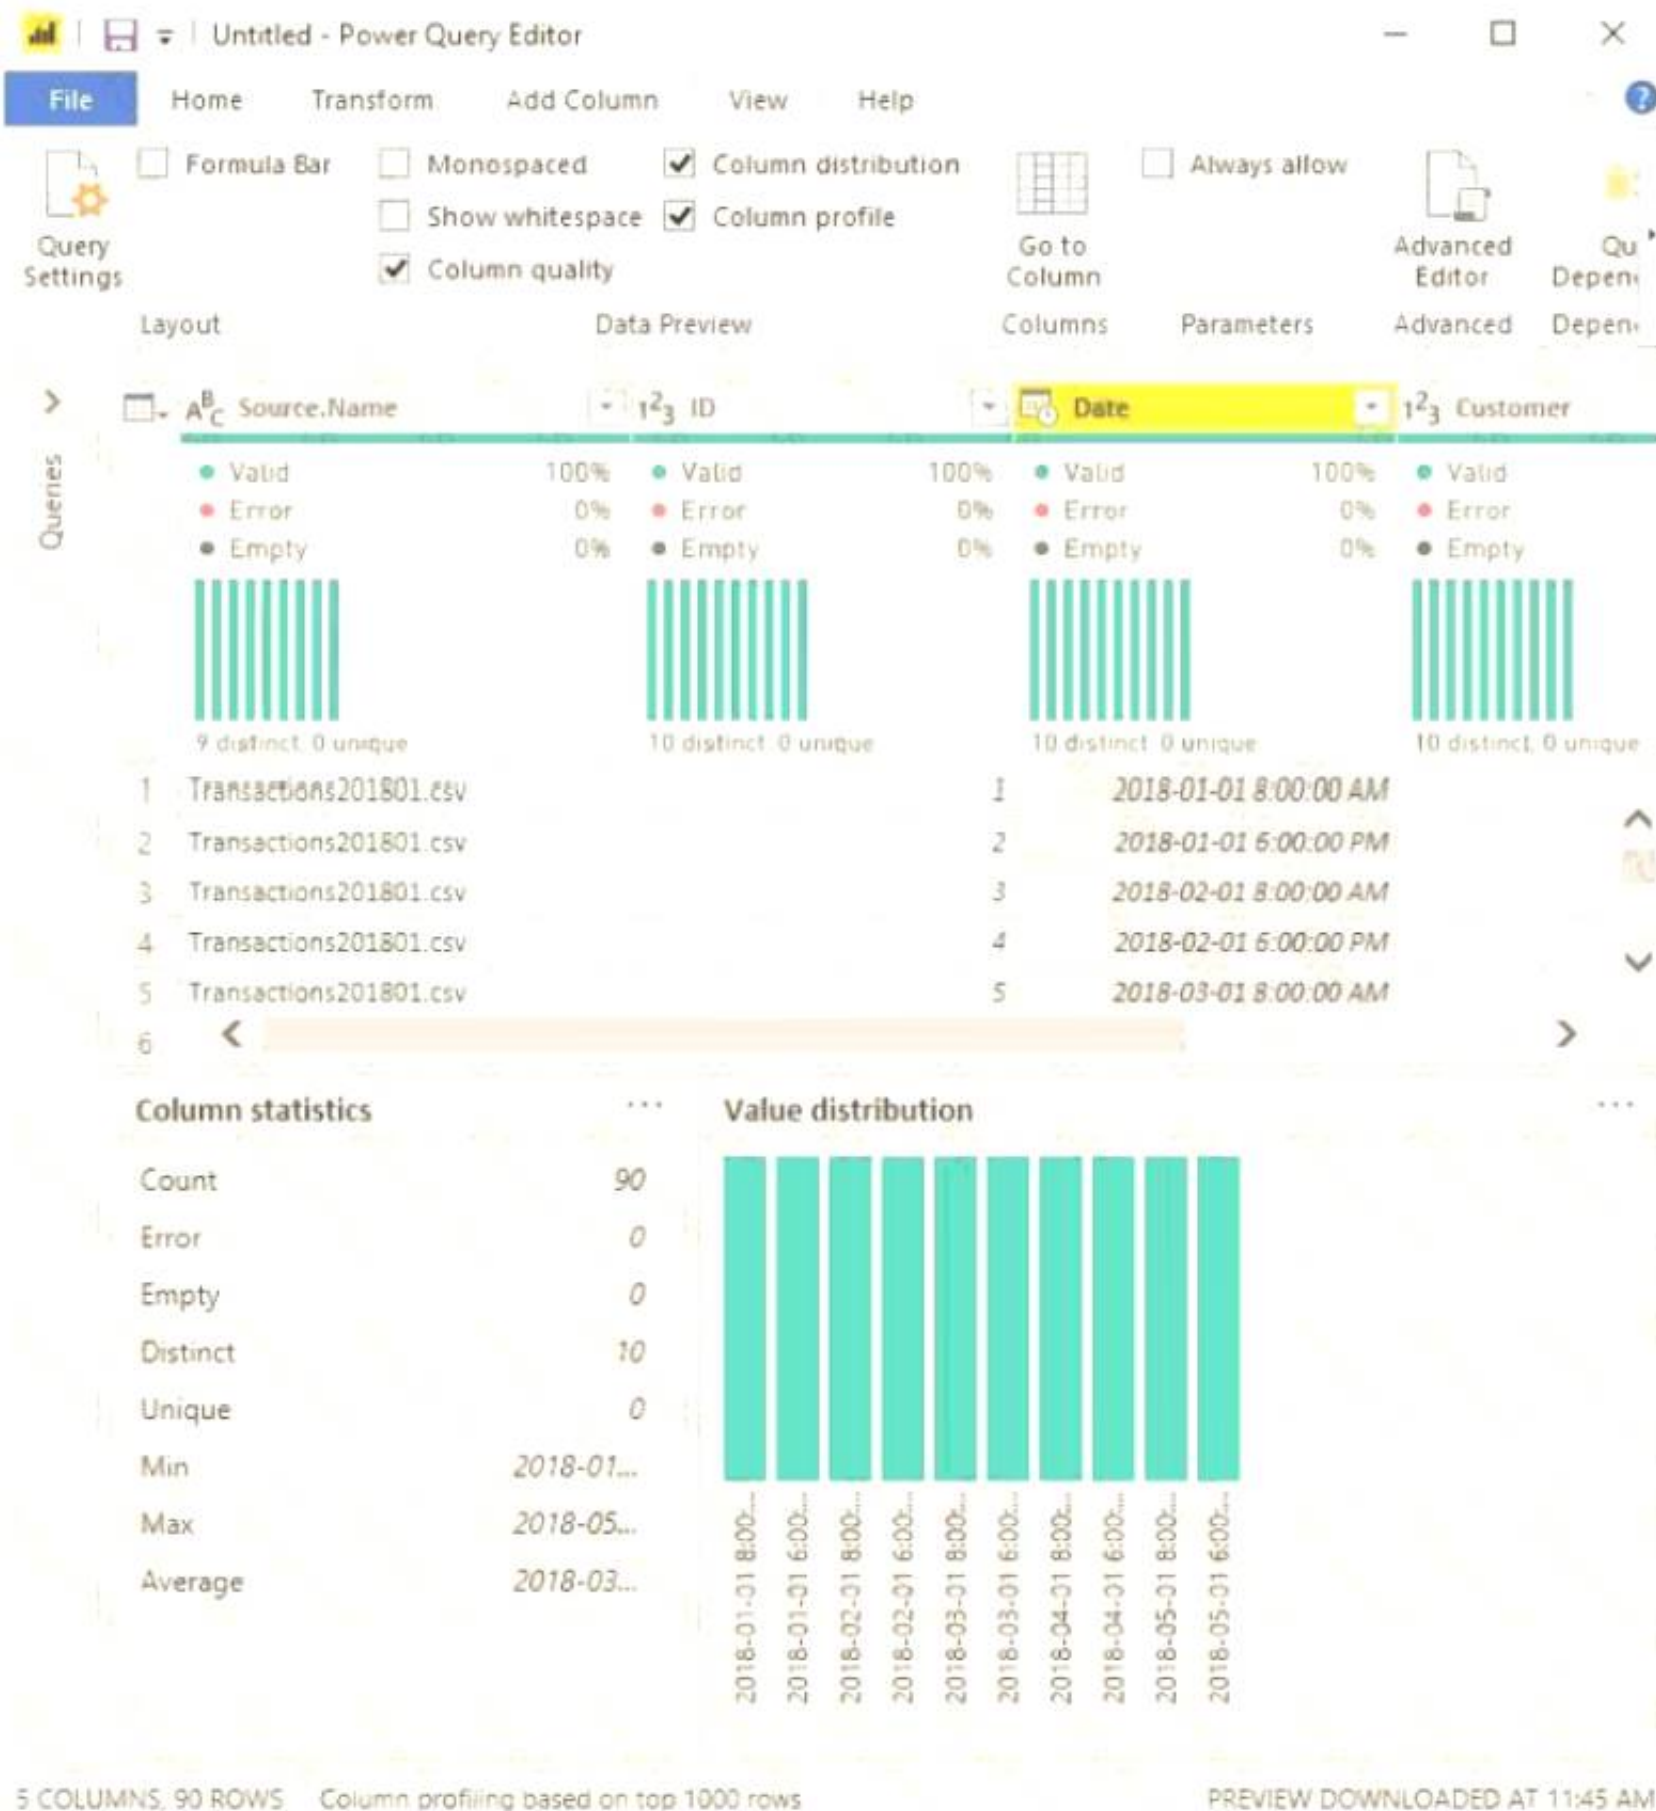 Untitled - Power Query Editor
File Home Transform Add Column View Help
Formula Bar Monospaced Column distribution Always allow
Show whitespace Column profile
Query Settings Column quality Go to Column Advanced Editor Qu Depen
Layout Data Preview Columns Parameters Advanced Depen
Queries
ABC Source.Name 123 ID Date 123 Customer
Valid 100% Valid 100% Valid 100% Valid
Error 0% Error 0% Error 0% Error
Empty 0% Empty 0% Empty 0% Empty
9 distinct, 0 unique 10 distinct, 0 unique 10 distinct, 0 unique 10 distinct, 0 unique
1 Transactions201801.csv 1 2018-01-01 8:00:00 AM
2 Transactions201801.csv 2 2018-01-01 6:00:00 PM
3 Transactions201801.csv 3 2018-02-01 8:00:00 AM
4 Transactions201801.csv 4 2018-02-01 6:00:00 PM
5 Transactions201801.csv 5 2018-03-01 8:00:00 AM
6
Column statistics ... Value distribution ...
Count 90
Error 0
Empty 0
Distinct 10
Unique 0
Min 2018-01...
Max 2018-05...
Average 2018-03...
2018-01-01 8:00:...
2018-01-01 6:00:...
2018-02-01 8:00:...
2018-02-01 6:00:...
2018-03-01 8:00:...
2018-03-01 6:00:...
2018-04-01 8:00:...
2018-04-01 6:00:...
2018-05-01 8:00:...
2018-05-01 6:00:...
5 COLUMNS, 90 ROWS Column profiling based on top 1000 rows PREVIEW DOWNLOADED AT 11:45 AM